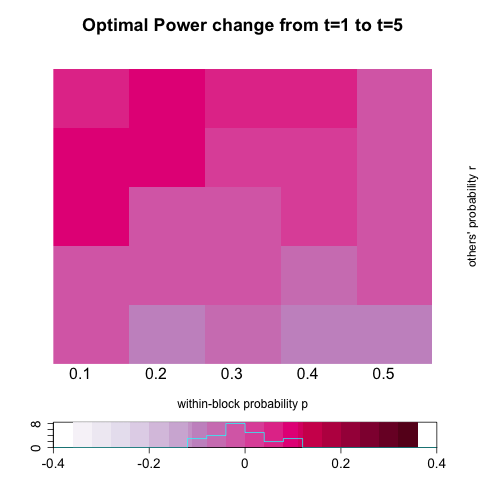 Optimal Power change from t=1 to t=5
others' probability r
0.1 0.2 0.3 0.4 0.5
within-block probability p
8
0
-0.4 -0.2 0 0.2 0.4